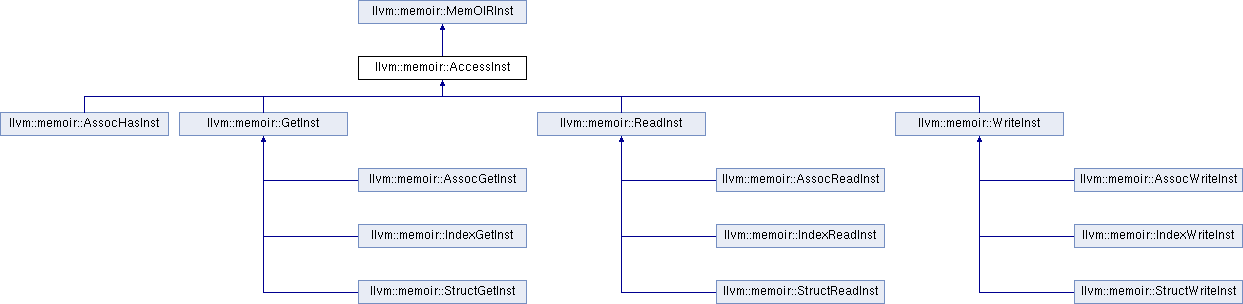 llvm::memoir::MemOIRInst
llvm::memoir::AccessInst
llvm::memoir::AssocHasInst
llvm::memoir::GetInst
llvm::memoir::ReadInst
llvm::memoir::WriteInst
llvm::memoir::AssocGetInst
llvm::memoir::AssocReadInst
llvm::memoir::AssocWriteInst
llvm::memoir::IndexGetInst
llvm::memoir::IndexReadInst
llvm::memoir::IndexWriteInst
llvm::memoir::StructGetInst
llvm::memoir::StructReadInst
llvm::memoir::StructWriteInst